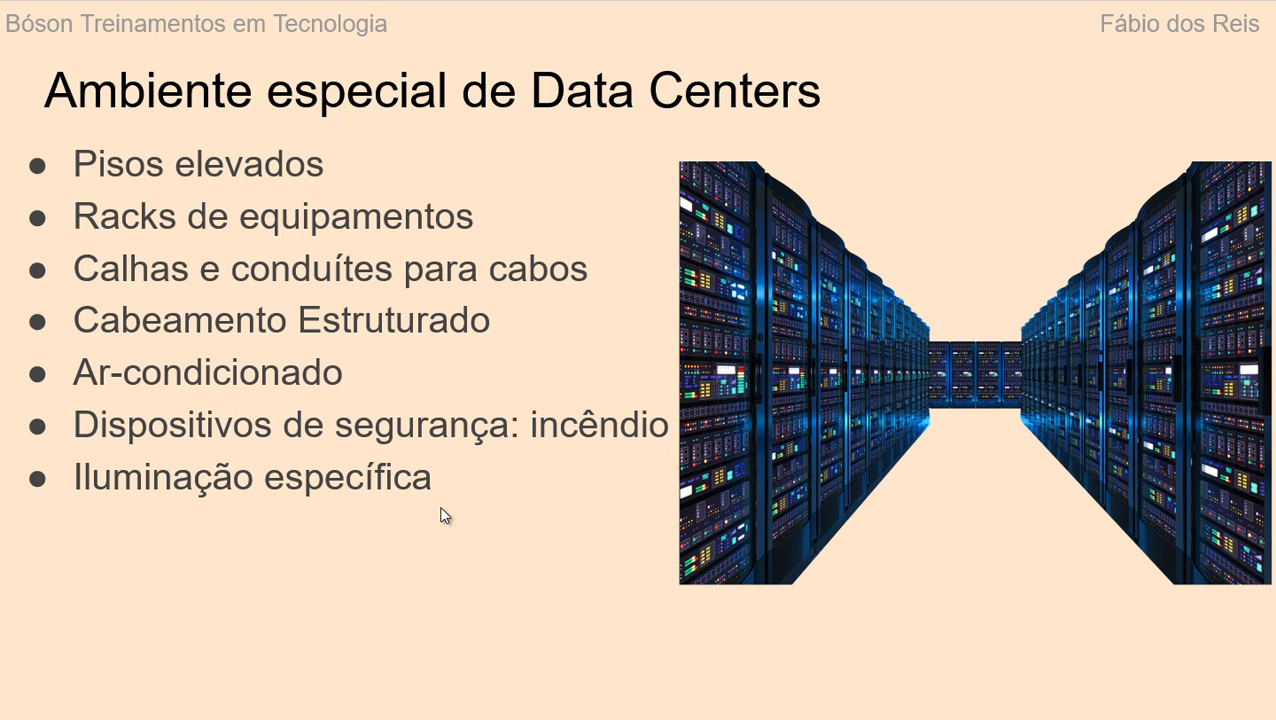 Bóson Treinamentos em Tecnologia
Fábio dos Reis
Ambiente especial de Data Centers
● Pisos elevados
● Racks de equipamentos
● Calhas e conduítes para cabos
● Cabeamento Estruturado
● Ar-condicionado
● Dispositivos de segurança: incêndio
● Iluminação específica